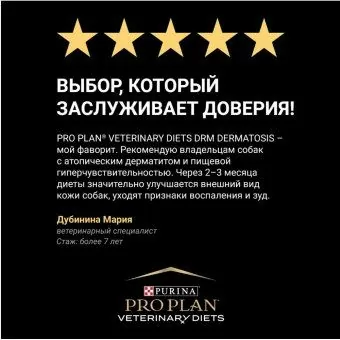 ВЫБОР, КОТОРЫЙ
ЗАСЛУЖИВАЕТ ДОВЕРИЯ!
PRO PLAN® VETERINARY DIETS DRM DERMATOSIS –
мой фаворит. Рекомендую владельцам собак
с атопическим дерматитом и пищевой
гиперчувствительностью. Через 2–3 месяца
диеты значительно улучшается внешний вид
кожи собак, уходят признаки воспаления и зуд.
Дубинина Мария
ветеринарный специалист
Стаж: более 7 лет
PURINA
PRO PLAN
VETERINARY DIETS